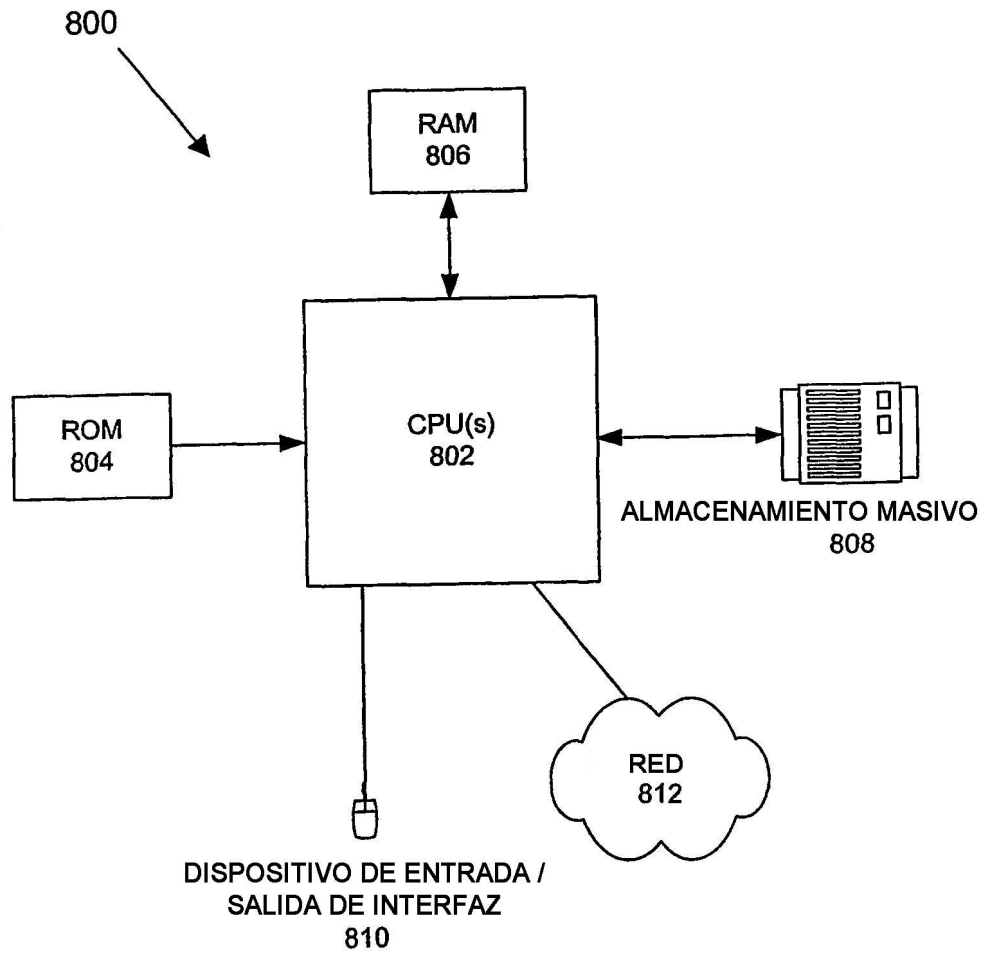 800
RAM
806
ROM
804
CPU(s)
802
ALMACENAMIENTO MASIVO
808
RED
812
DISPOSITIVO DE ENTRADA /
SALIDA DE INTERFAZ
810